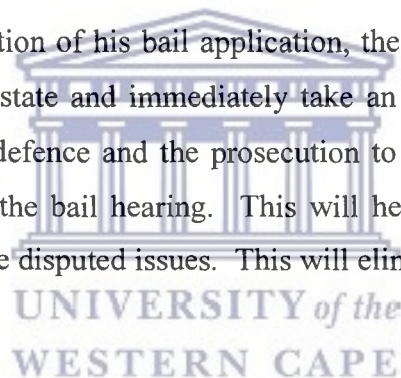 tion of his bail application, the
state and immediately take an
defence and the prosecution to
the bail hearing. This will he
e disputed issues. This will elin
UNIVERSITY of the
WESTERN CAPE